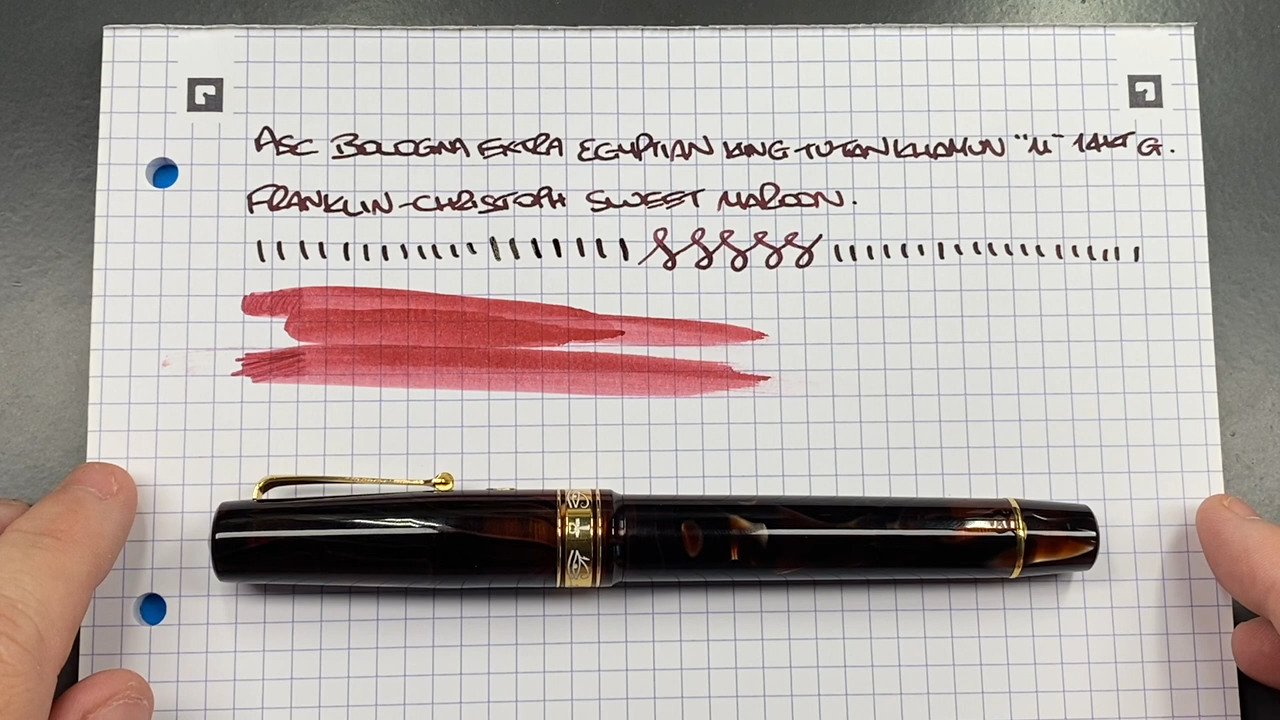 ASC BOLOGNA EXTRA EGYPTIAN KING TUTANKHAMUN "M" 14KT G.
FRANKLIN-CHRISTOPH SWEET MAROON.